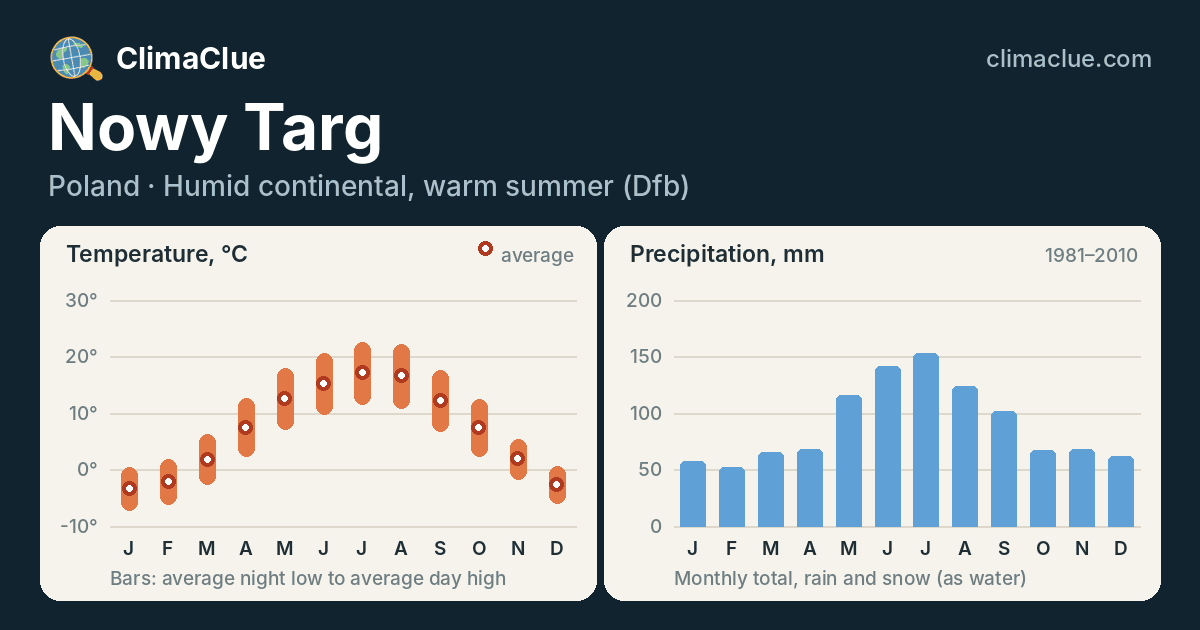 ClimaClue
climaclue.com
Nowy Targ
Poland · Humid continental, warm summer (Dfb)
Temperature, °C
average
30°
20°
10°
0°
-10°
J F M A M J J A S O N D
Bars: average night low to average day high
Precipitation, mm
1981–2010
200
150
100
50
0
J F M A M J J A S O N D
Monthly total, rain and snow (as water)